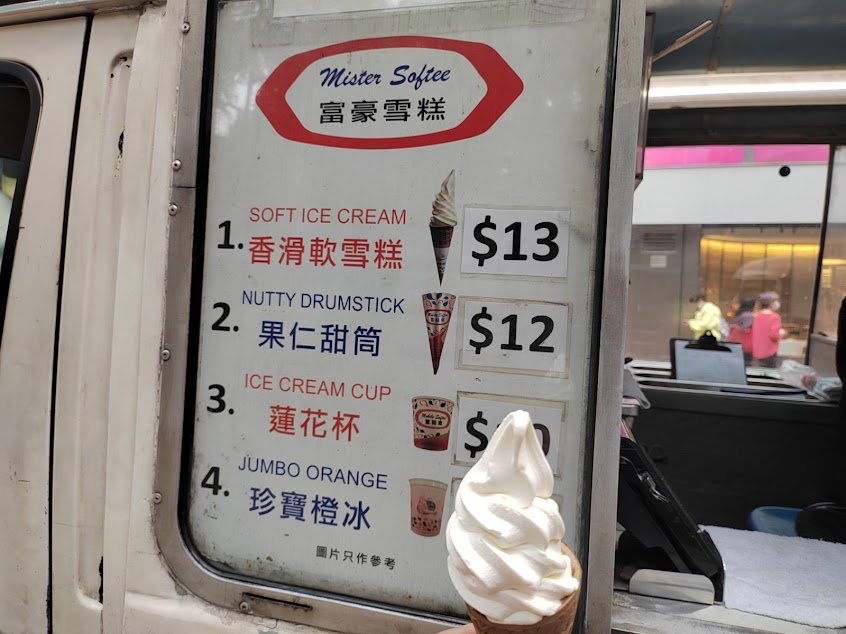 Mister Softee
富豪雪糕
1. SOFT ICE CREAM
香滑軟雪糕
$13
2. NUTTY DRUMSTICK
果仁甜筒
$12
3. ICE CREAM CUP
蓮花杯
4. JUMBO ORANGE
珍寶橙冰
圖片只作參考